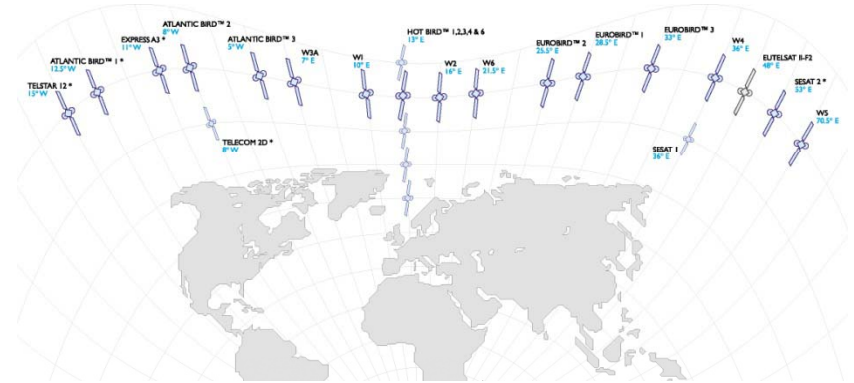 TELSTAR 12 *
15° W
ATLANTIC BIRD™ 1 *
12.5° W
EXPRESS A3 *
11° W
ATLANTIC BIRD™ 2
8° W
TELECOM 2D *
8° W
ATLANTIC BIRD™ 3
5° W
W3A
7° E
W1
10° E
HOT BIRD™ 1,2,3,4 & 6
13° E
W2
16° E
W6
21.5° E
EUROBIRD™ 2
25.5° E
EUROBIRD™ 1
28.5° E
EUROBIRD™ 3
33° E
W4
36° E
SESAT 1
36° E
EUTELSAT II-F2
48° E
SESAT 2 *
53° E
W5
70.5° E